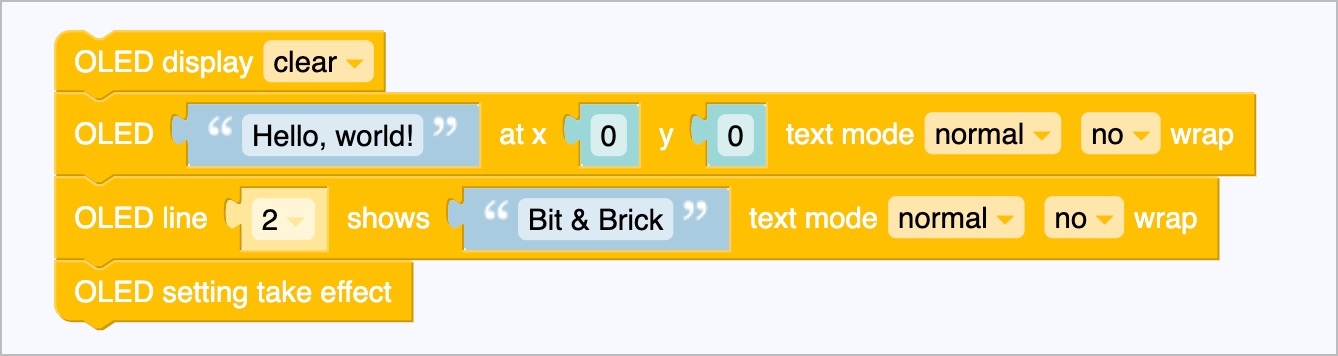 OLED display clear
OLED “ Hello, world! ” at x 0 y 0 text mode normal no wrap
OLED line 2 shows “ Bit & Brick ” text mode normal no wrap
OLED setting take effect